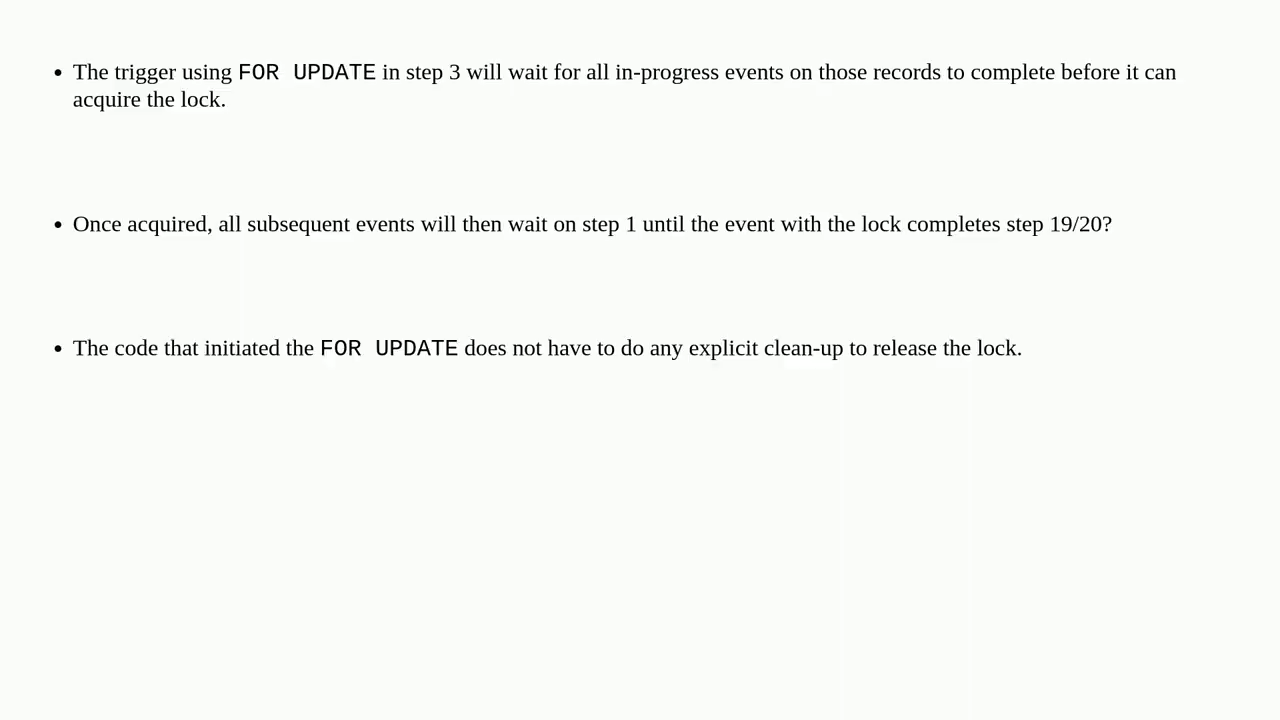 • The trigger using FOR UPDATE in step 3 will wait for all in-progress events on those records to complete before it can
acquire the lock.
• Once acquired, all subsequent events will then wait on step 1 until the event with the lock completes step 19/20?
• The code that initiated the FOR UPDATE does not have to do any explicit clean-up to release the lock.